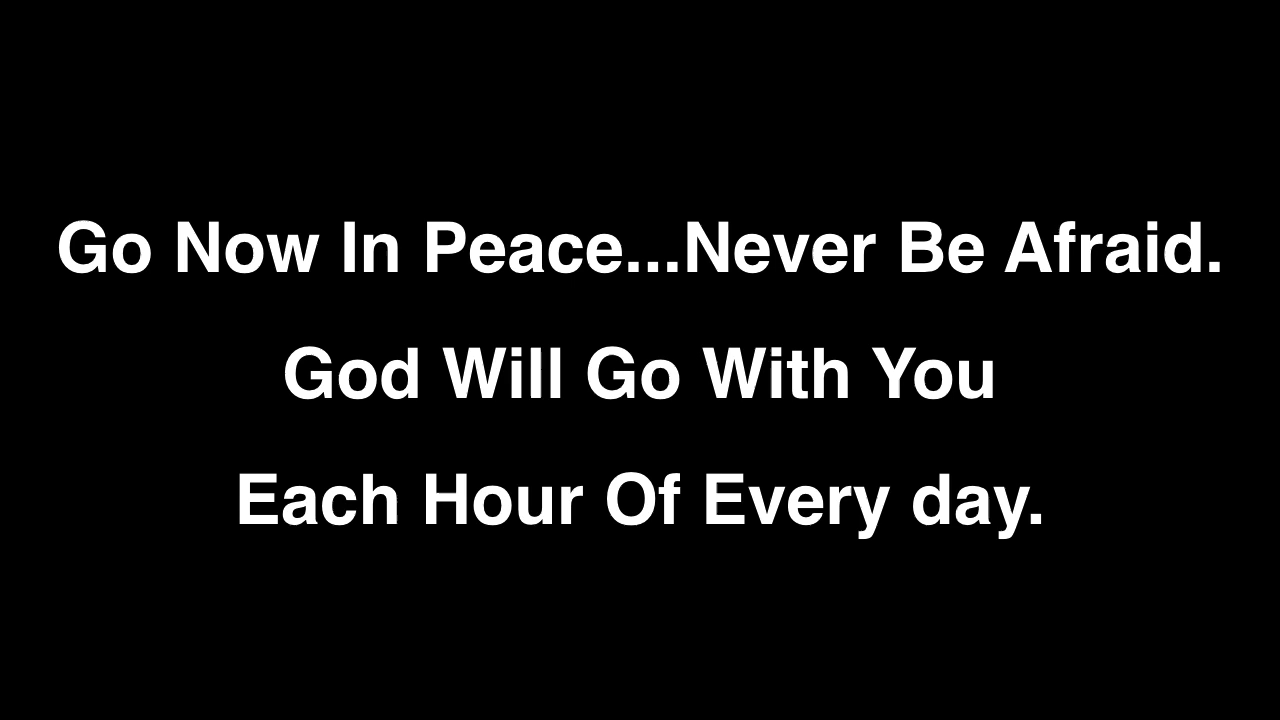 Go Now In Peace...Never Be Afraid.
God Will Go With You
Each Hour Of Every day.